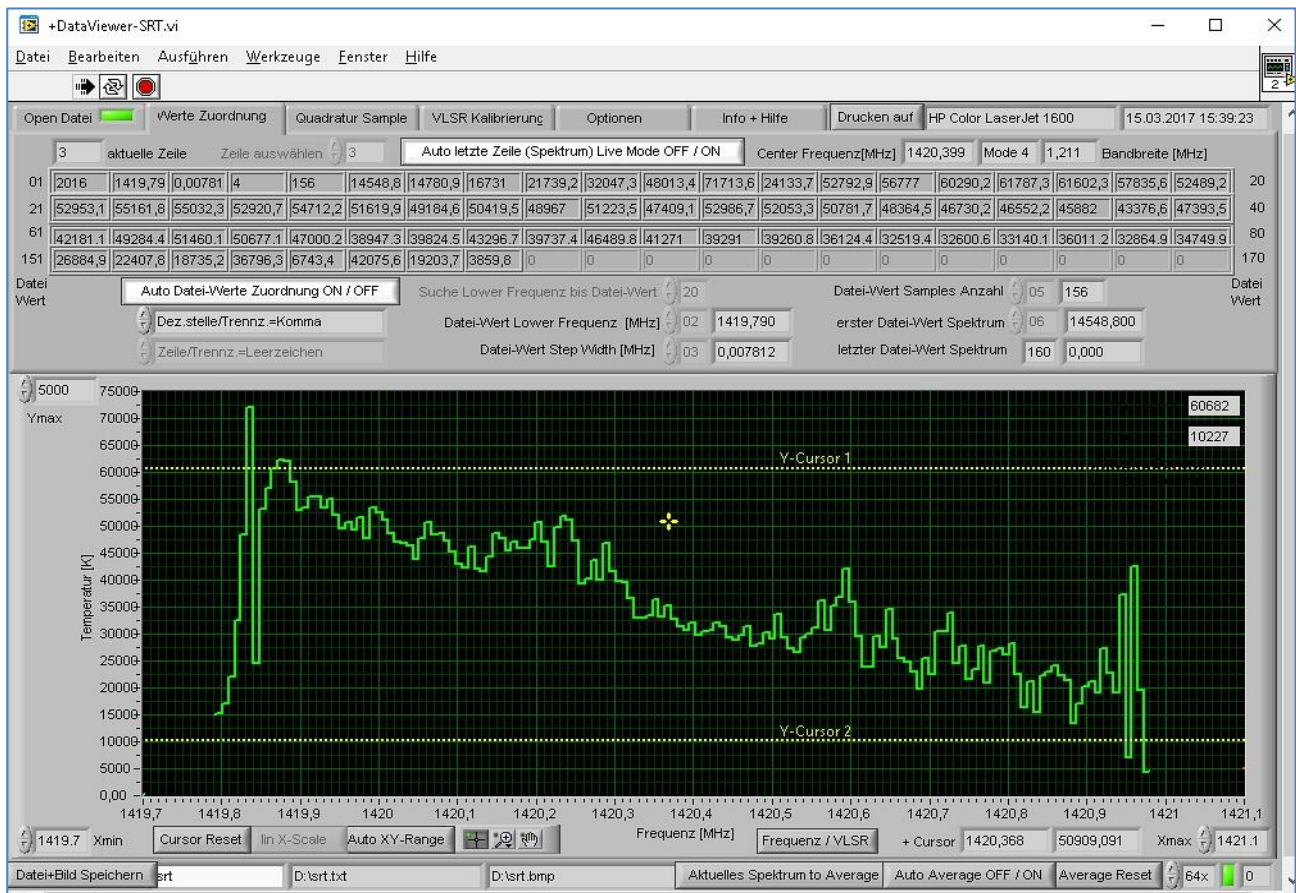 +DataViewer-SRT.vi
Datei Bearbeiten Ausführen Werkzeuge Fenster Hilfe
2
Open Datei Werte Zuordnung Quadratur Sample VLSR Kalibrierung Optionen Info + Hilfe Drucken auf HP Color LaserJet 1600 15.03.2017 15:39:23
3 aktuelle Zeile Zeile auswählen 3 Auto letzte Zeile (Spektrum) Live Mode OFF / ON Center Frequenz[MHz] 1420,399 Mode 4 1,211 Bandbreite [MHz]
01 2016 1419,79 0,00781 4 156 14548,8 14780,9 16731 21739,2 32047,3 48013,4 71713,6 24133,7 52792,9 56777 60290,2 61787,3 61602,3 57835,6 52489,2 20
21 52953,1 55161,8 55032,3 52920,7 54712,2 51619,9 49184,6 50419,5 48967 51223,5 47409,1 52986,7 52053,3 50781,7 48364,5 46730,2 46552,2 45882 43376,6 47393,5 40
61 42181.1 49284.4 51460.1 50677.1 47000.2 38947.3 39824.5 43296.7 39737.4 46489.8 41271 39291 39260.8 36124.4 32519.4 32600.6 33140.1 36011.2 32864.9 34749.9 80
151 26884,9 22407,8 18735,2 36796,3 6743,4 42075,6 19203,7 3859,8 0 0 0 0 0 0 0 0 0 0 0 0 170
Datei Wert Auto Datei-Werte Zuordnung ON / OFF Suche Lower Frequenz bis Datei-Wert 20 Datei-Wert Samples Anzahl 05 156 Datei Wert
Dez.stelle/Trennz.=Komma Datei-Wert Lower Frequenz [MHz] 02 1419,790 erster Datei-Wert Spektrum 06 14548,800
Zeile/Trennz.=Leerzeichen Datei-Wert Step Width [MHz] 03 0,007812 letzter Datei-Wert Spektrum 160 0,000
5000
Ymax
75000
70000
65000
60000
55000
50000
45000
40000
35000
30000
25000
20000
15000
10000
5000
0,00
Temperatur [K]
60682
10227
Y-Cursor 1
Y-Cursor 2
1419,7 1419,8 1419,9 1420 1420,1 1420,2 1420,3 1420,4 1420,5 1420,6 1420,7 1420,8 1420,9 1421 1421,1
1419.7 Xmin Cursor Reset lin X-Scale Auto XY-Range Frequenz [MHz] Frequenz / VLSR + Cursor 1420,368 50909,091 Xmax 1421.1
Datei+Bild Speichern srt D:\srt.txt D:\srt.bmp Aktuelles Spektrum to Average Auto Average OFF / ON Average Reset 64x 0